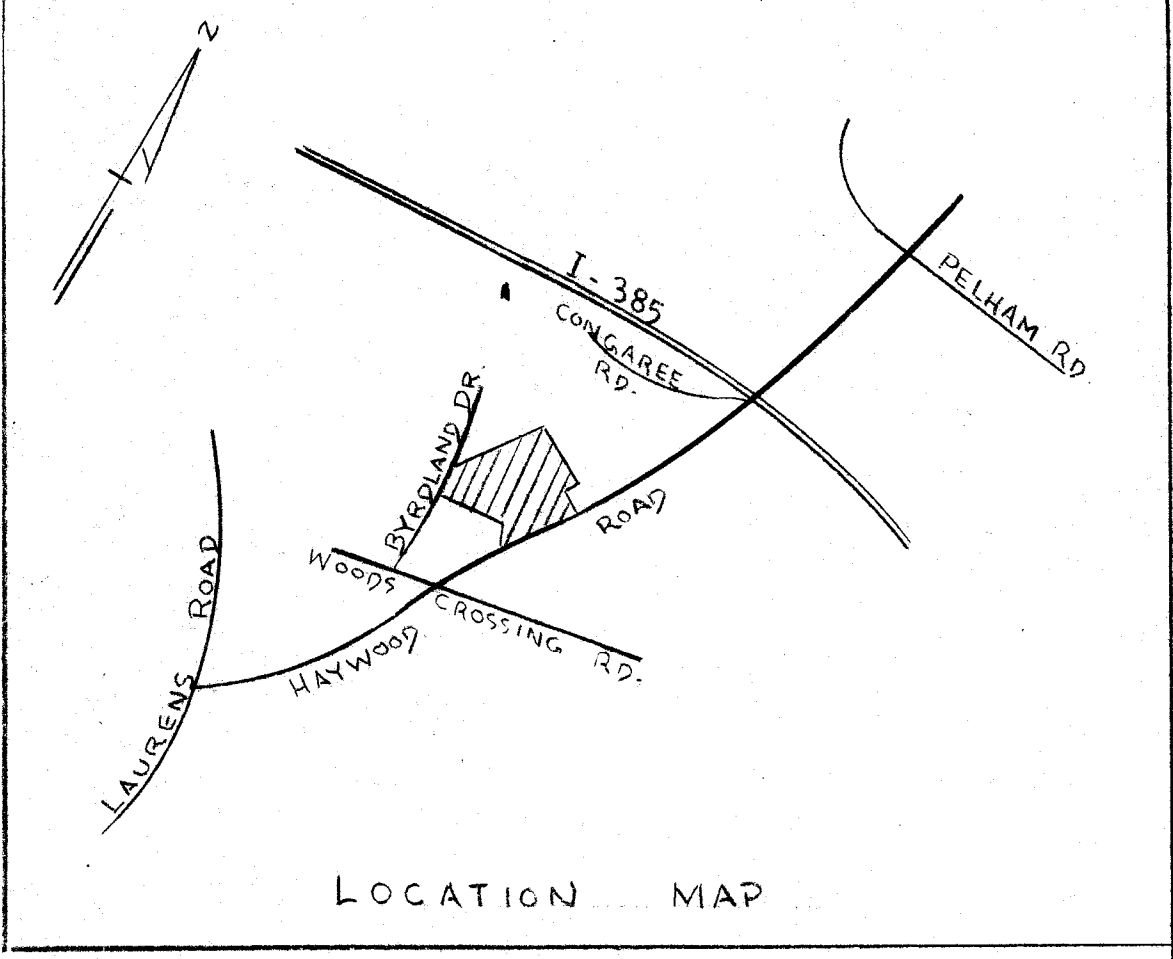 N
I-385
PELHAM RD.
CONGAREE
RD.
BYRDLAND DR.
ROAD
WOODS CROSSING RD.
HAYWOOD
LAURENS ROAD
LOCATION MAP